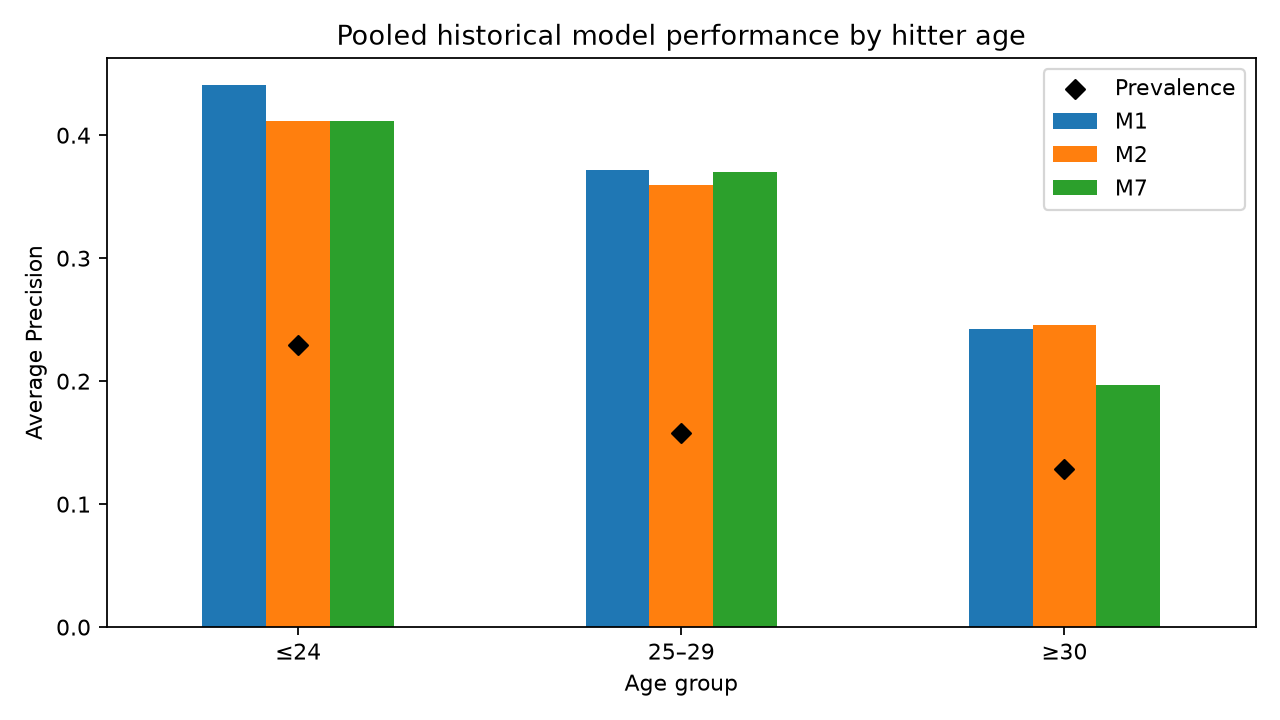 Pooled historical model performance by hitter age
Prevalence
M1
M2
M7
Average Precision
0.4
0.3
0.2
0.1
0.0
≤24
25–29
≥30
Age group